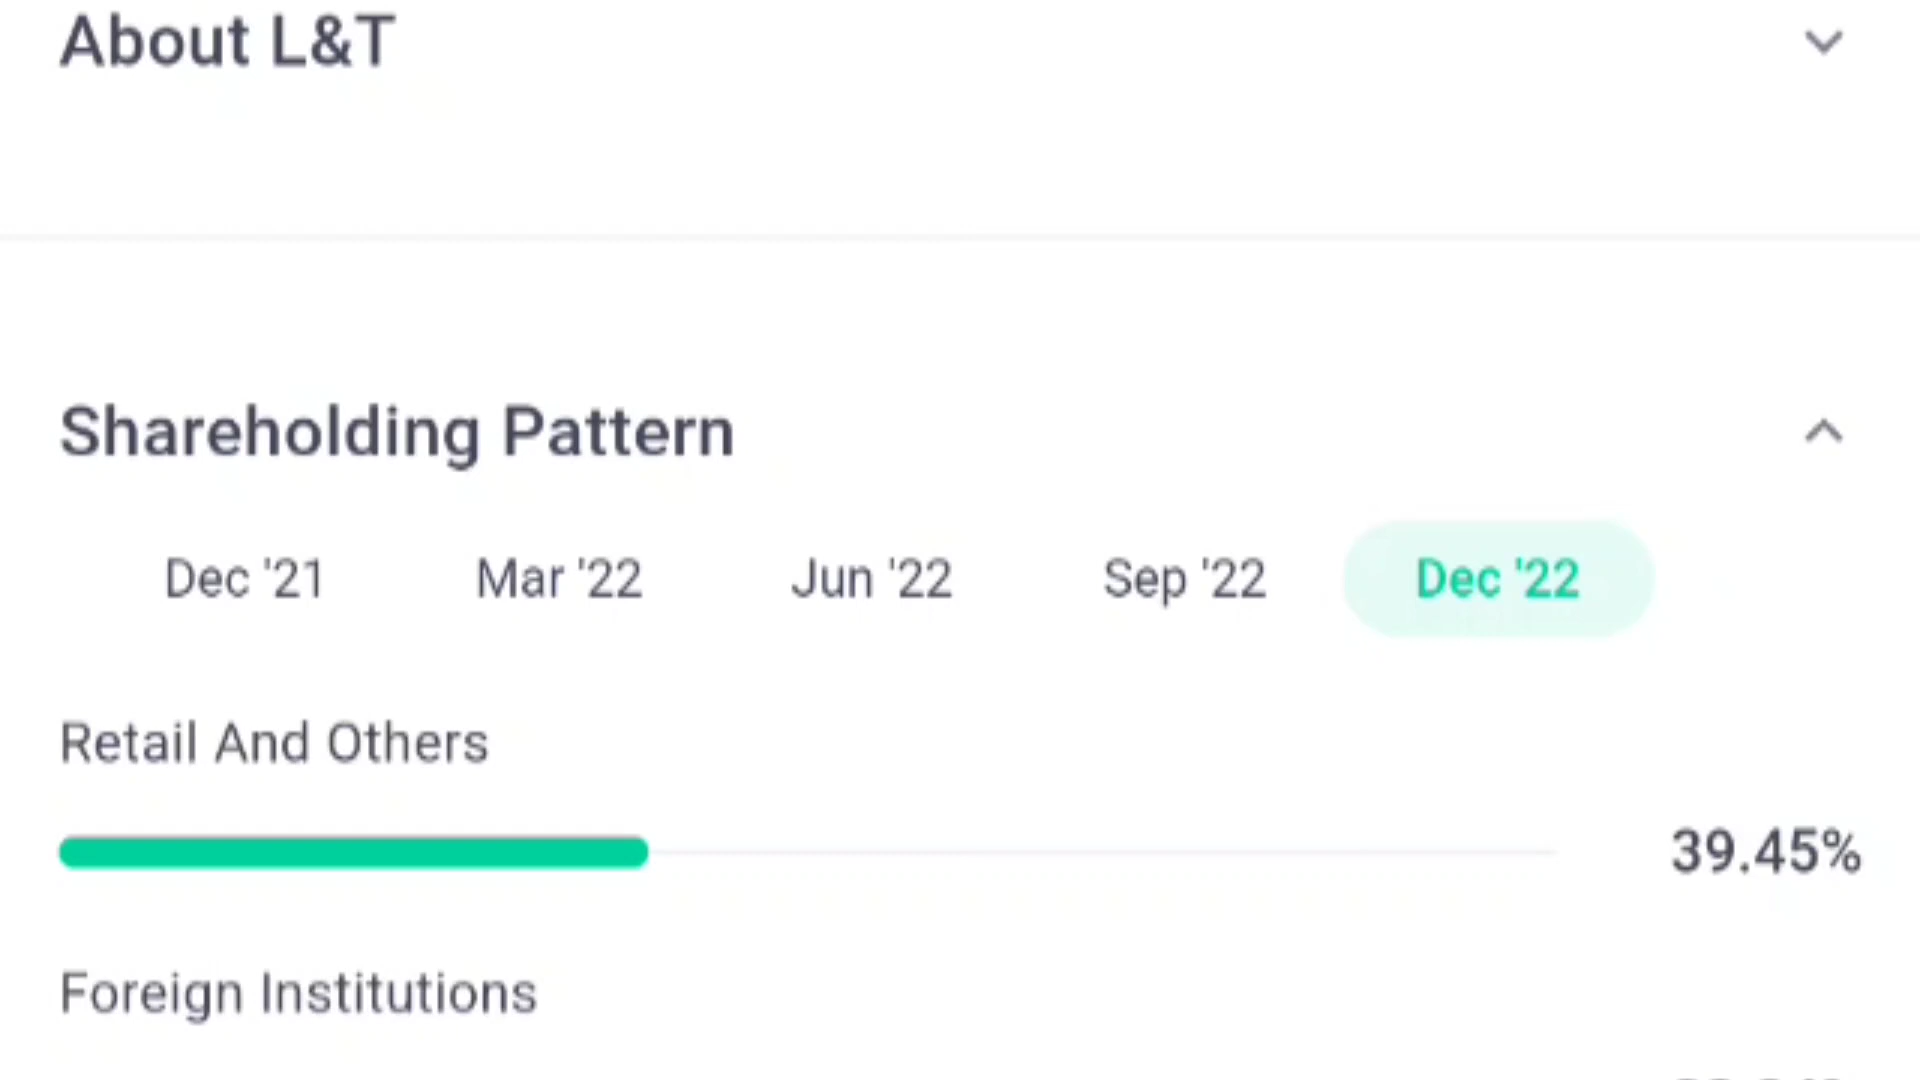 About L&T
Shareholding Pattern
Dec '21 Mar '22 Jun '22 Sep '22 Dec '22
Retail And Others
39.45%
Foreign Institutions